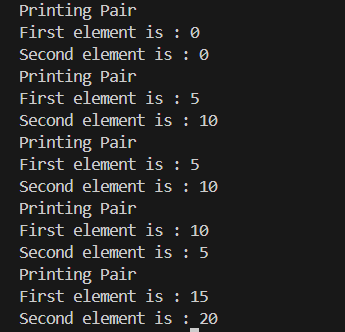 Printing Pair
First element is : 0
Second element is : 0
Printing Pair
First element is : 5
Second element is : 10
Printing Pair
First element is : 5
Second element is : 10
Printing Pair
First element is : 10
Second element is : 5
Printing Pair
First element is : 15
Second element is : 20